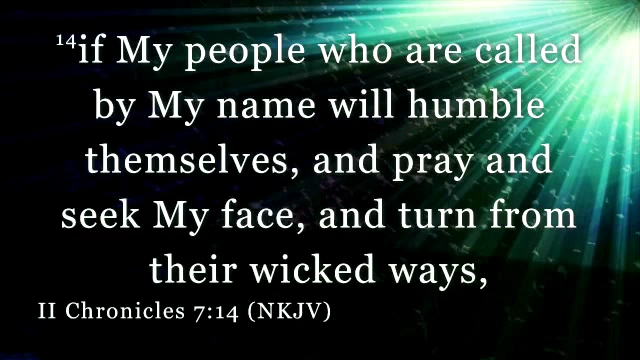 ¹⁴if My people who are called
by My name will humble
themselves, and pray and
seek My face, and turn from
their wicked ways,
II Chronicles 7:14 (NKJV)